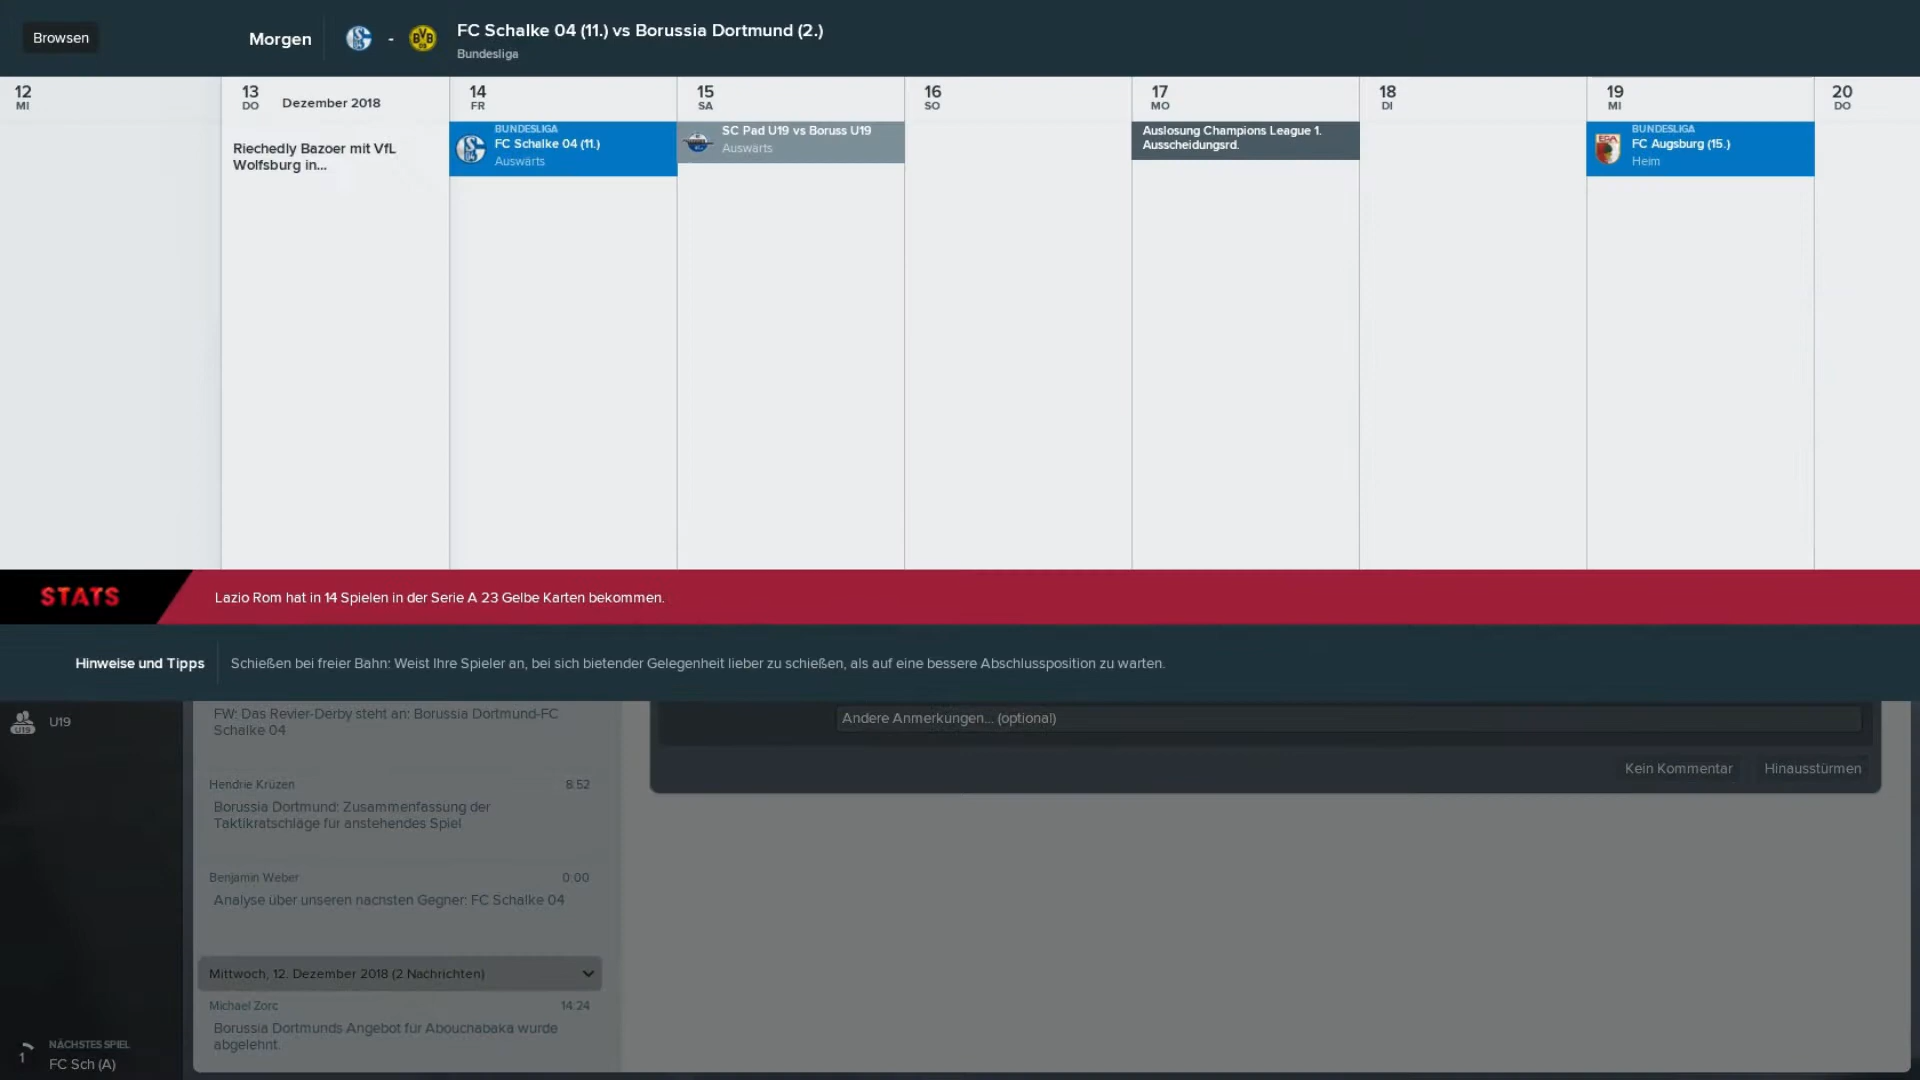 Browsen
Morgen
-
FC Schalke 04 (11.) vs Borussia Dortmund (2.)
Bundesliga
12
MI
13
DO
Dezember 2018
14
FR
15
SA
16
SO
17
MO
18
DI
19
MI
20
DO
Riechedly Bazoer mit VfL
Wolfsburg in...
BUNDESLIGA
FC Schalke 04 (11.)
Auswärts
SC Pad U19 vs Boruss U19
Auswärts
Auslosung Champions League 1.
Ausscheidungsrd.
BUNDESLIGA
FC Augsburg (15.)
Heim
STATS
Lazio Rom hat in 14 Spielen in der Serie A 23 Gelbe Karten bekommen.
Hinweise und Tipps
Schießen bei freier Bahn: Weist Ihre Spieler an, bei sich bietender Gelegenheit lieber zu schießen, als auf eine bessere Abschlussposition zu warten.
U19
U19
FW: Das Revier-Derby steht an: Borussia Dortmund-FC
Schalke 04
Andere Anmerkungen... (optional)
Kein Kommentar
Hinausstürmen
Hendrie Krüzen
8:52
Borussia Dortmund: Zusammenfassung der
Taktikratschläge für anstehendes Spiel
Benjamin Weber
0:00
Analyse über unseren nächsten Gegner: FC Schalke 04
Mittwoch, 12. Dezember 2018 (2 Nachrichten)
Michael Zorc
14:24
Borussia Dortmunds Angebot für Abouchabaka wurde
abgelehnt.
1
NÄCHSTES SPIEL
FC Sch (A)